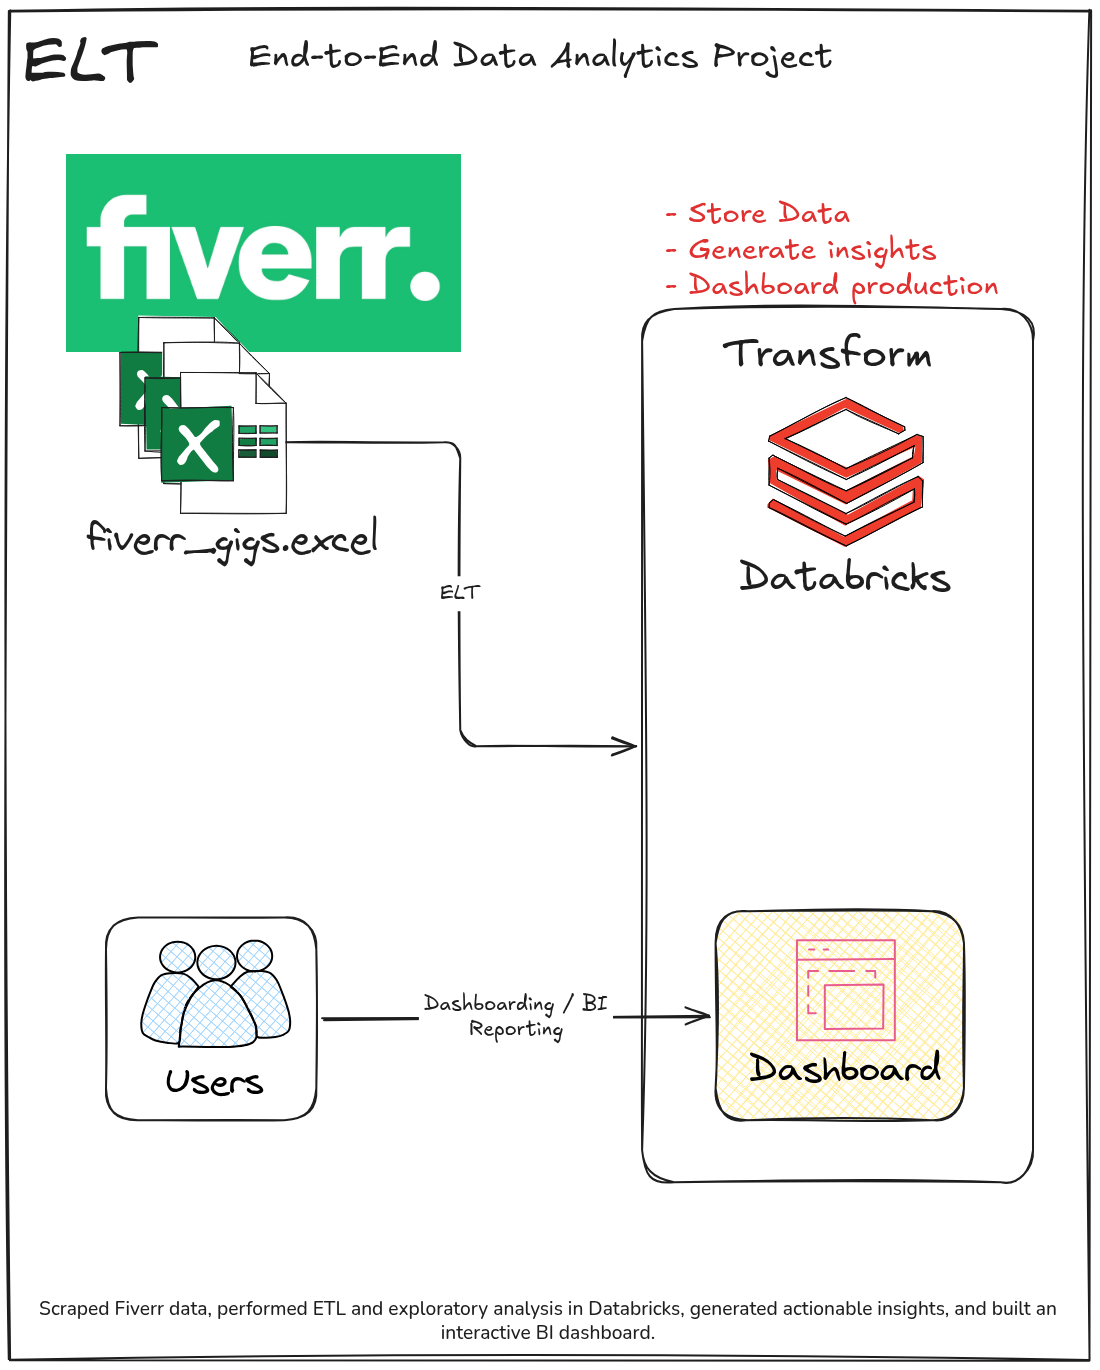 ELT
End-to-End Data Analytics Project
fiverr.
- Store Data
- Generate insights
- Dashboard production
Transform
X
X
X
fiverr_gigs.excel
Databricks
ELT
Dashboarding / BI
Reporting
Users
Dashboard
Scraped Fiverr data, performed ETL and exploratory analysis in Databricks, generated actionable insights, and built an
interactive BI dashboard.